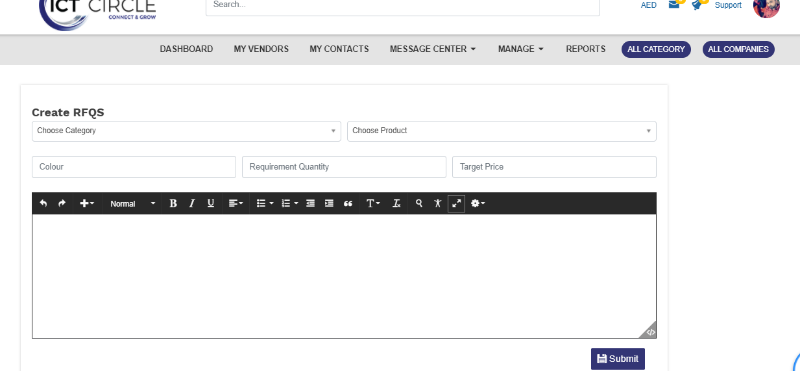 ICT CIRCLE
CONNECT & GROW
Search..
AED
Support
DASHBOARD MY VENDORS MY CONTACTS MESSAGE CENTER MANAGE REPORTS ALL CATEGORY ALL COMPANIES
Create RFQS
Choose Category Choose Product
Colour Requirement Quantity Target Price
Normal B I U T
Submit